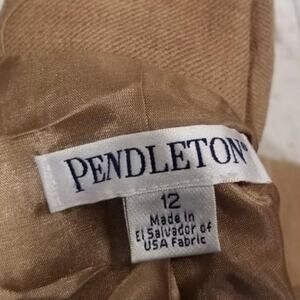 PENDLETON®
12
Made in
El Salvador of
USA Fabric